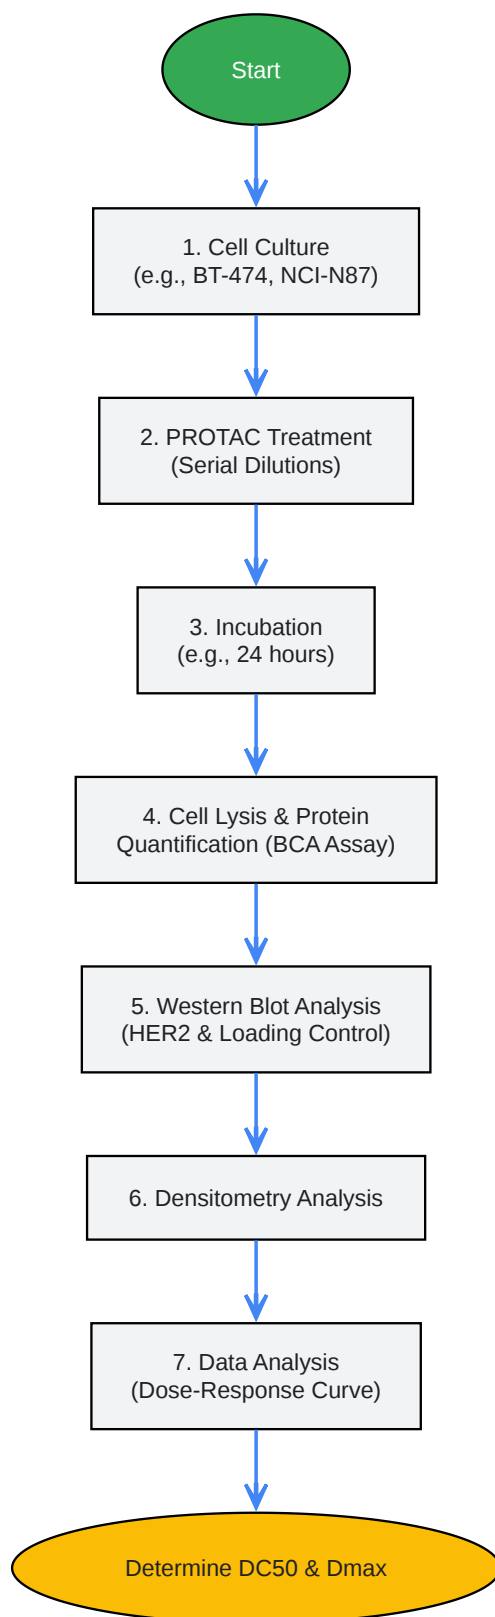 Start
1. Cell Culture
(e.g., BT-474, NCI-N87)
2. PROTAC Treatment
(Serial Dilutions)
3. Incubation
(e.g., 24 hours)
4. Cell Lysis & Protein
Quantification (BCA Assay)
5. Western Blot Analysis
(HER2 & Loading Control)
6. Densitometry Analysis
7. Data Analysis
(Dose-Response Curve)
Determine DC50 & Dmax